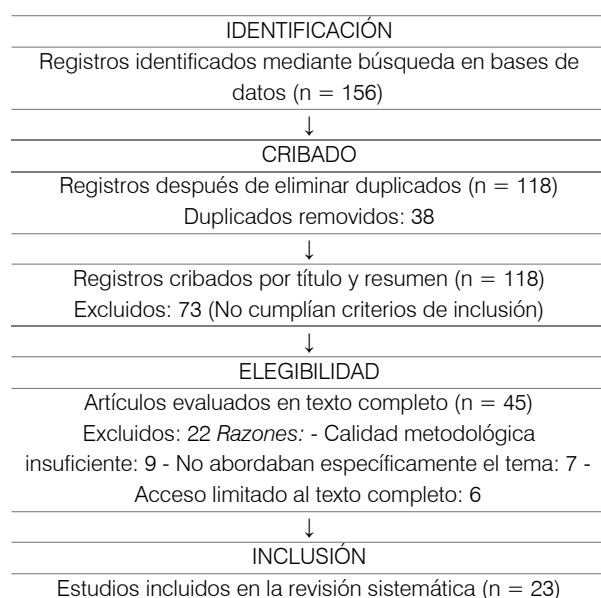 IDENTIFICACIÓN
Registros identificados mediante búsqueda en bases de
datos (n = 156)
↓
CRIBADO
Registros después de eliminar duplicados (n = 118)
Duplicados removidos: 38
↓
Registros cribados por título y resumen (n = 118)
Excluidos: 73 (No cumplían criterios de inclusión)
↓
ELEGIBILIDAD
Artículos evaluados en texto completo (n = 45)
Excluidos: 22 Razones: - Calidad metodológica
insuficiente: 9 - No abordaban específicamente el tema: 7 -
Acceso limitado al texto completo: 6
↓
INCLUSIÓN
Estudios incluidos en la revisión sistemática (n = 23)